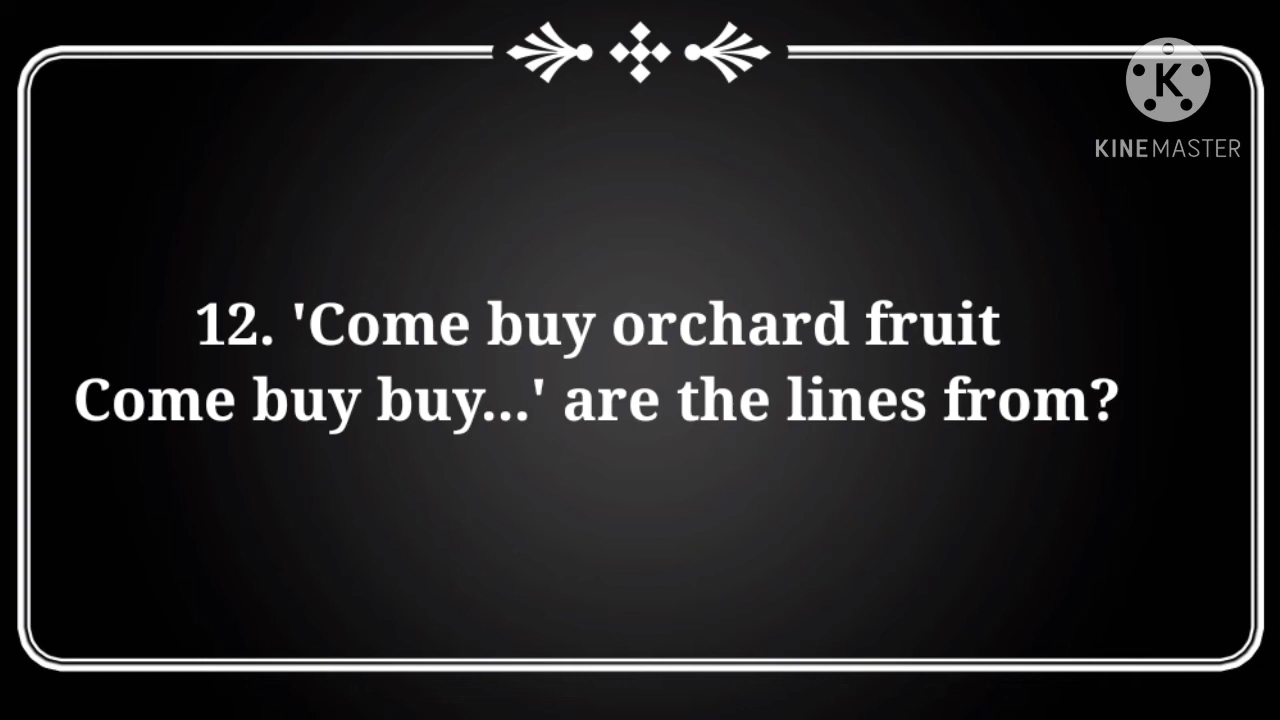 K
KINEMASTER
12. 'Come buy orchard fruit
Come buy buy...' are the lines from?